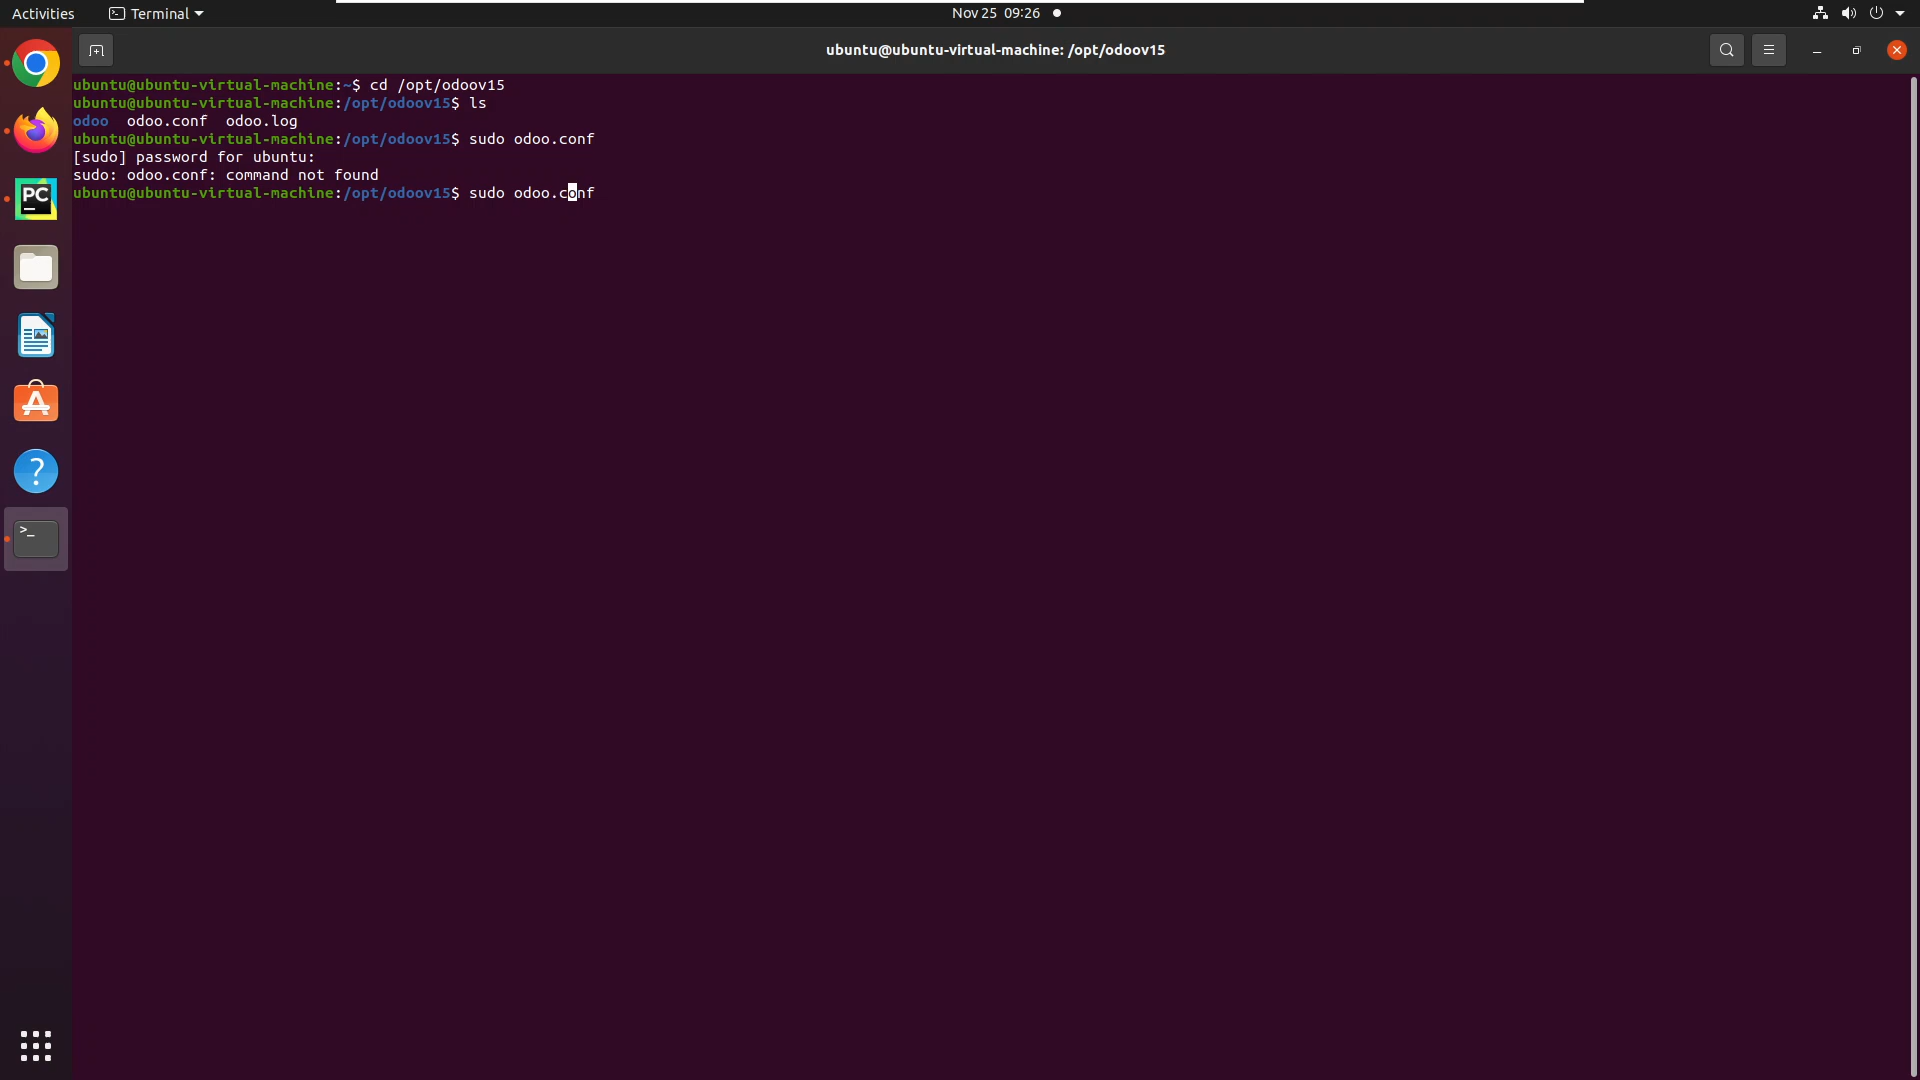 Activities
Terminal
Nov 25 09:26
ubuntu@ubuntu-virtual-machine: /opt/odoov15
ubuntu@ubuntu-virtual-machine:~$ cd /opt/odoov15
ubuntu@ubuntu-virtual-machine:/opt/odoov15$ ls
odoo odoo.conf odoo.log
ubuntu@ubuntu-virtual-machine:/opt/odoov15$ sudo odoo.conf
[sudo] password for ubuntu:
sudo: odoo.conf: command not found
ubuntu@ubuntu-virtual-machine:/opt/odoov15$ sudo odoo.conf
PC
A
?
>_